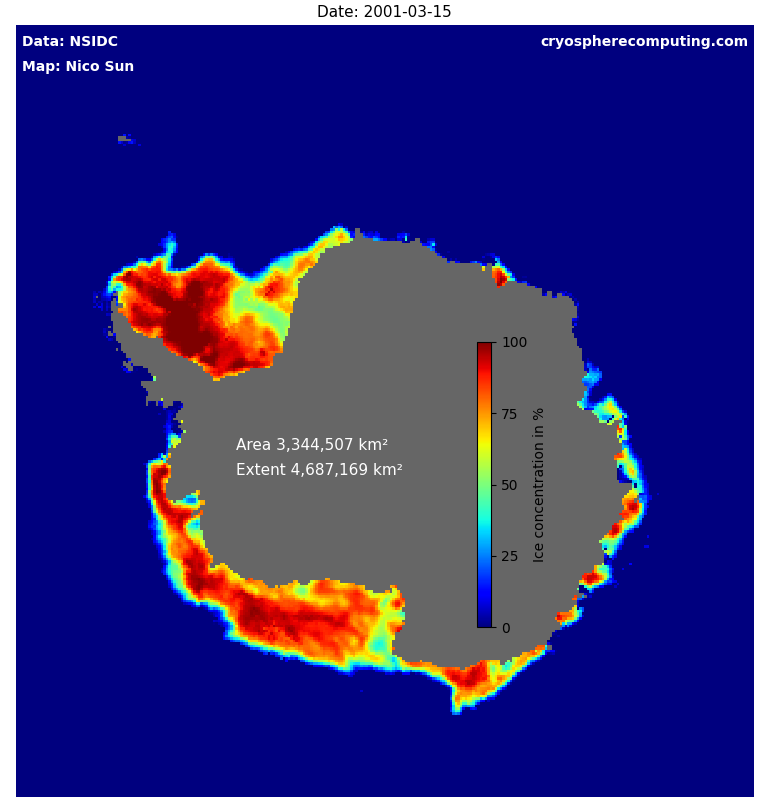 Date: 2001-03-15
Data: NSIDC
cryospherecomputing.com
Map: Nico Sun
100
75
50
25
0
Ice concentration in %
Area 3,344,507 km²
Extent 4,687,169 km²